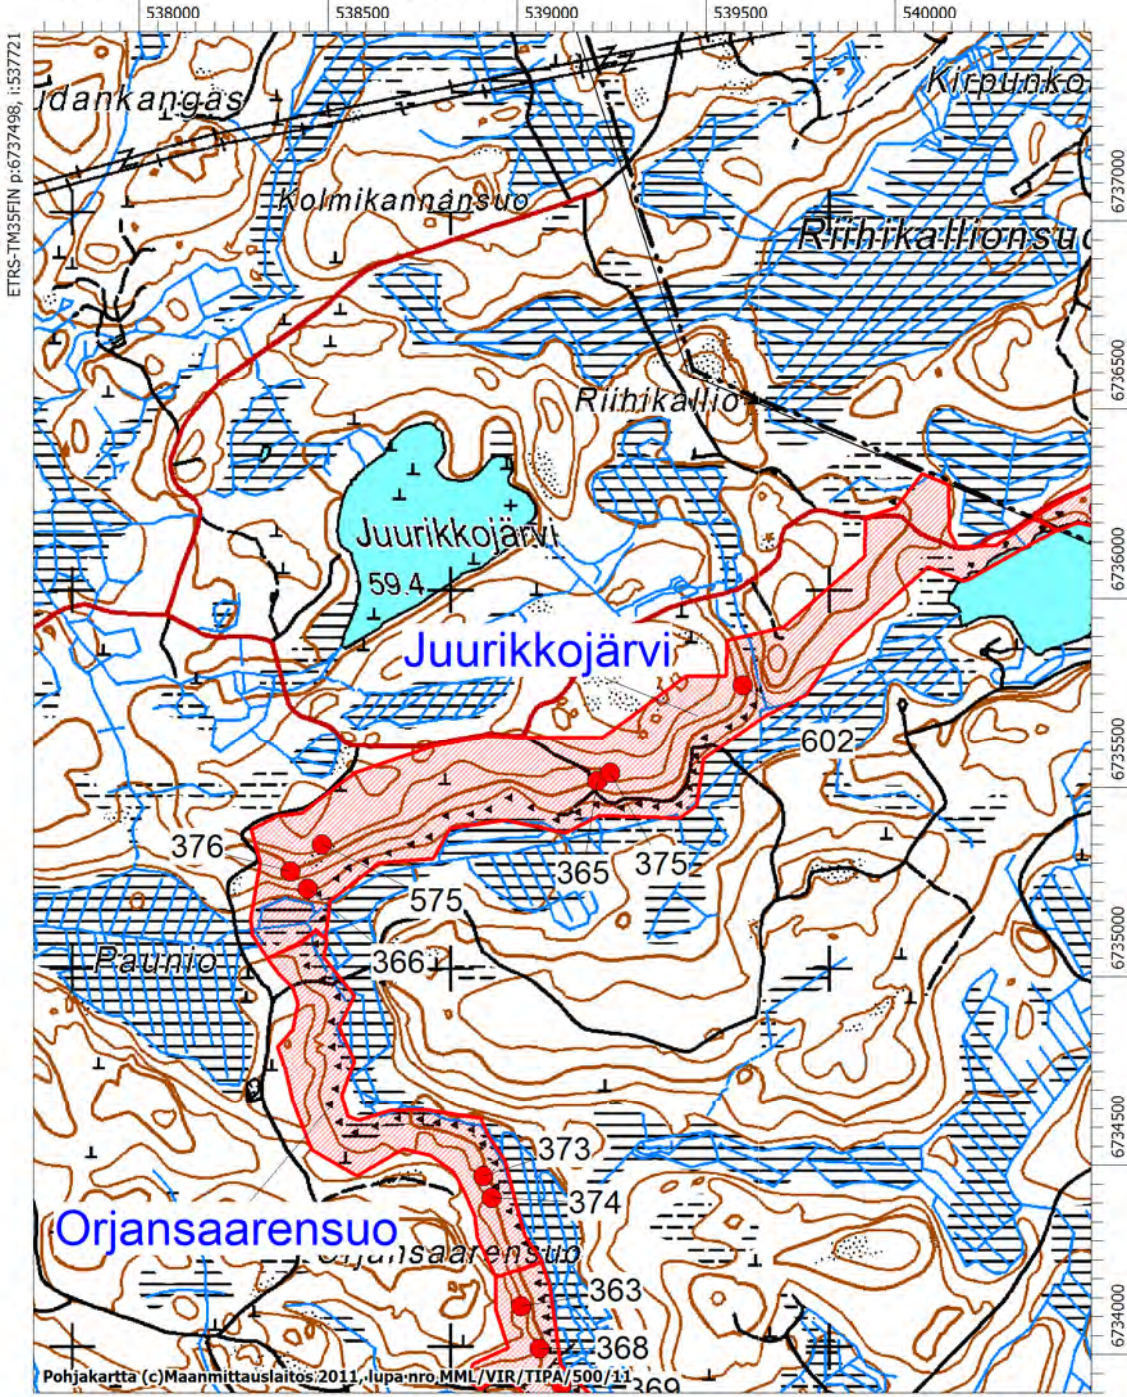 538000 538500 539000 539500 540000
ETRS-TM35FIN p:6737498, i:537721
idankangas
Kirpunko
6737000
Kolmikannansuo
Riihikallionsuo
6736500
Riihikallio
Juurikkojärvi
6736000
59.4
Juurikkojärvi
602
6735500
376
365
375
575
366
Paunio
6735000
373
6734500
374
Orjansaarensuo
Orjansaarensuo
363
6734000
368
369
Pohjakartta (c)Maanmittauslaitos 2011, lupa nro MML/VIR/TIPA/500/11